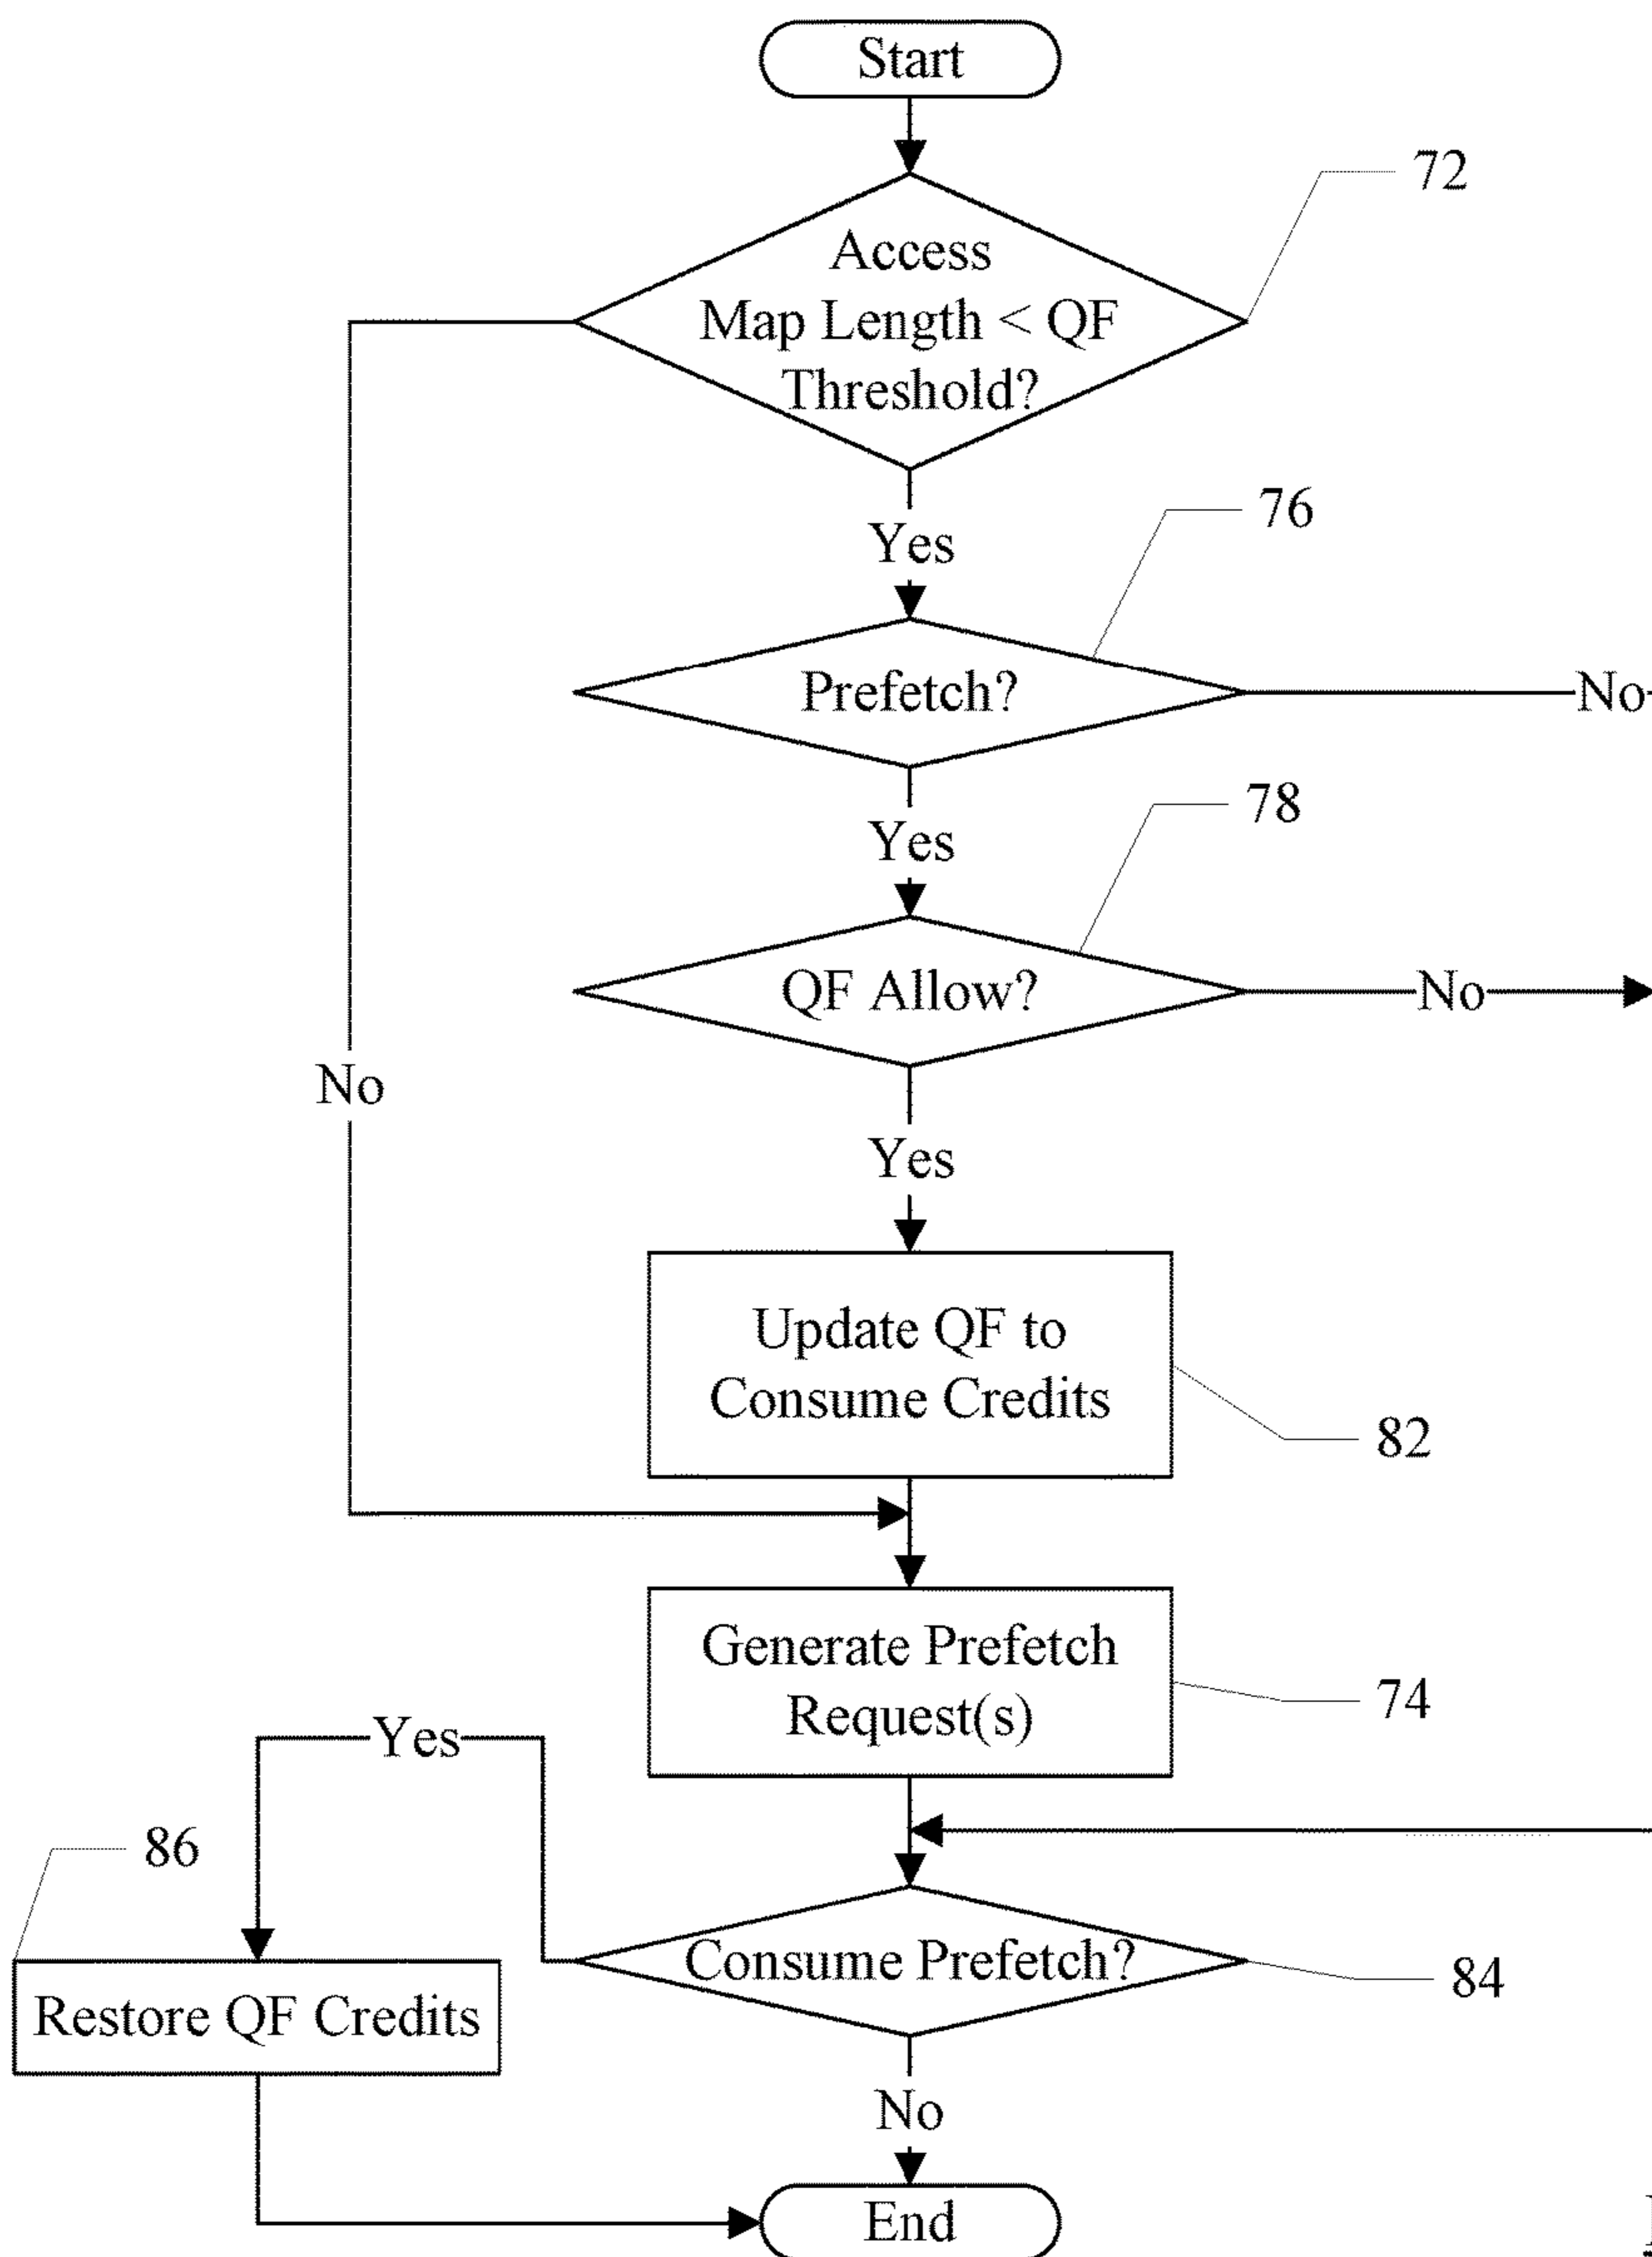 Start
72
Access
Map Length < QF
Threshold?
76
Yes
Prefetch?
No
78
Yes
QF Allow?
No
No
Yes
Update QF to
Consume Credits
82
Generate Prefetch
Request(s)
74
Yes
86
Consume Prefetch?
84
Restore QF Credits
No
End